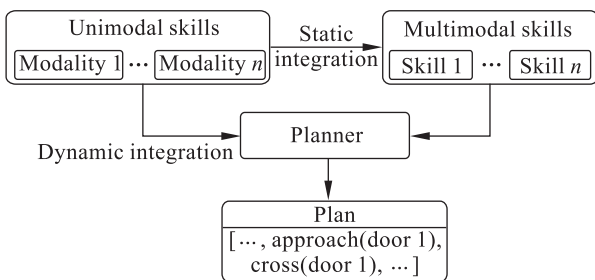 Unimodal skills
Modality 1 ··· Modality n
Static
integration
Multimodal skills
Skill 1 ··· Skill n
Dynamic integration
Planner
Plan
[···, approach(door 1),
cross(door 1), ···]